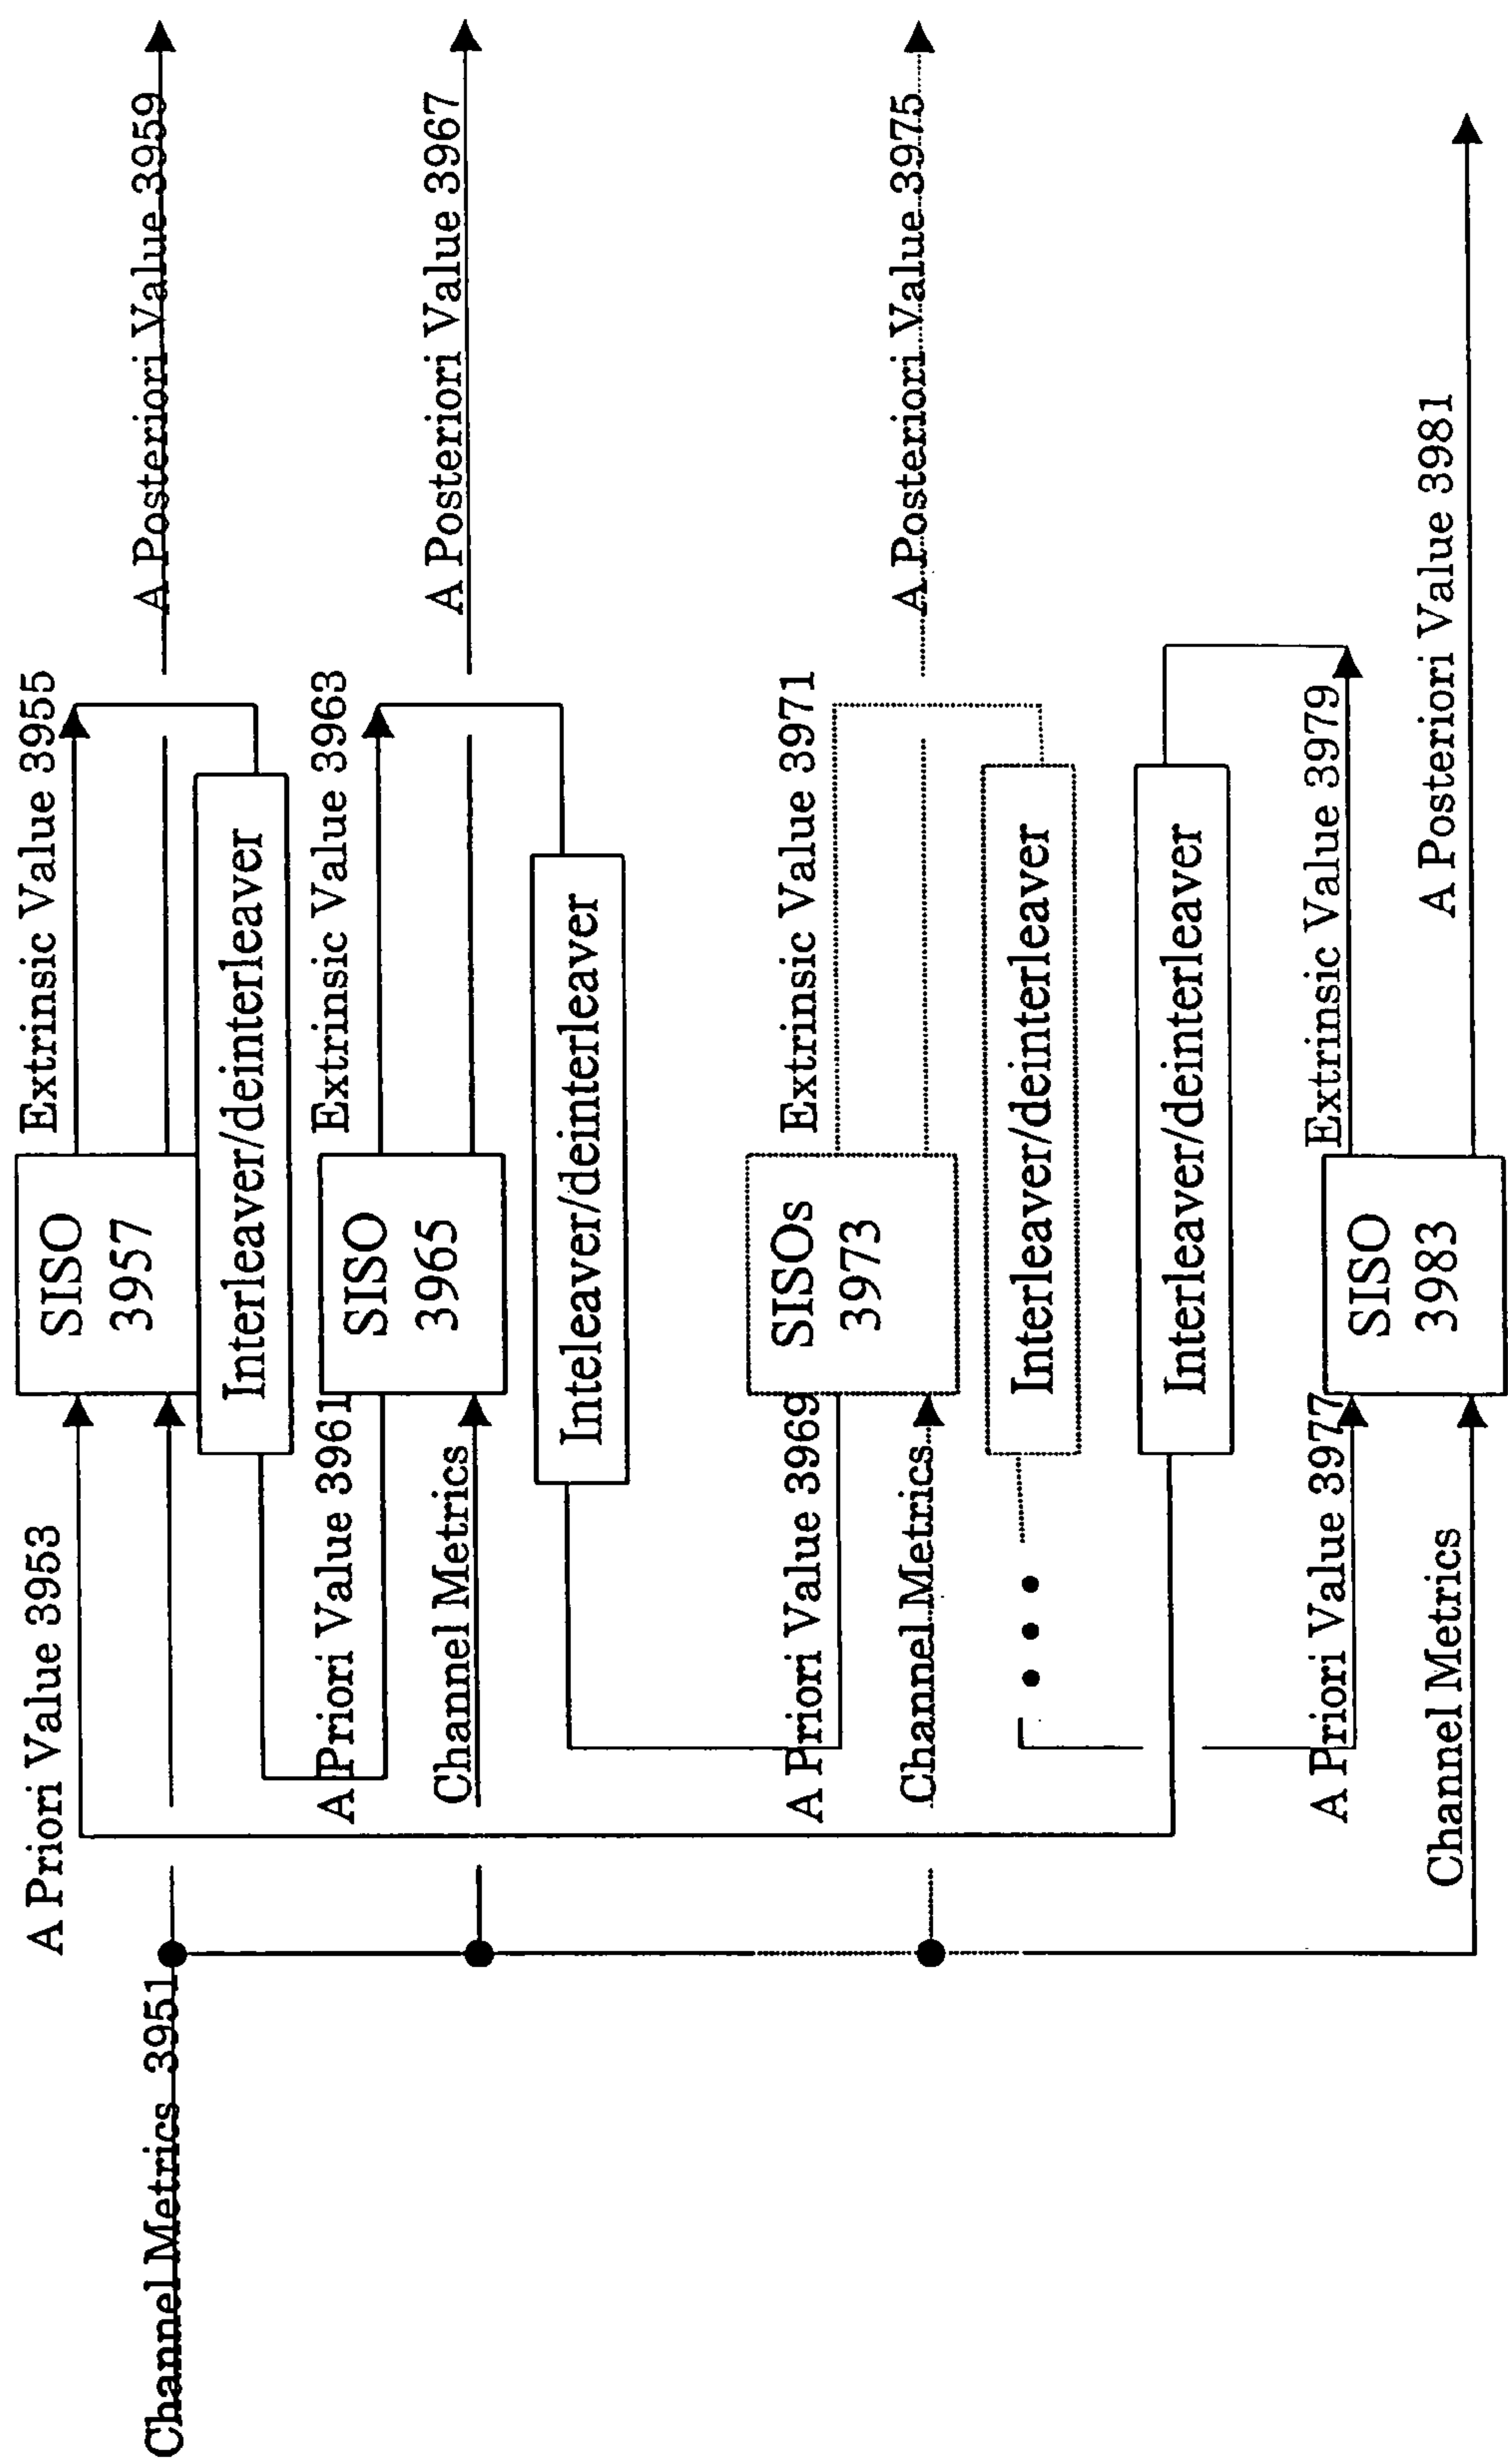 Channel Metrics 3951
A Priori Value 3953
SISO
3957
Extrinsic Value 3955
A Posteriori Value 3959
Interleaver/deinterleaver
A Priori Value 3961
Channel Metrics
SISO
3965
Extrinsic Value 3963
A Posteriori Value 3967
Inteleaver/deinterleaver
A Priori Value 3969
Channel Metrics
SISOs
3973
Extrinsic Value 3971
A Posteriori Value 3975
Interleaver/deinterleaver
Interleaver/deinterleaver
A Priori Value 3977
Channel Metrics
SISO
3983
Extrinsic Value 3979
A Posteriori Value 3981